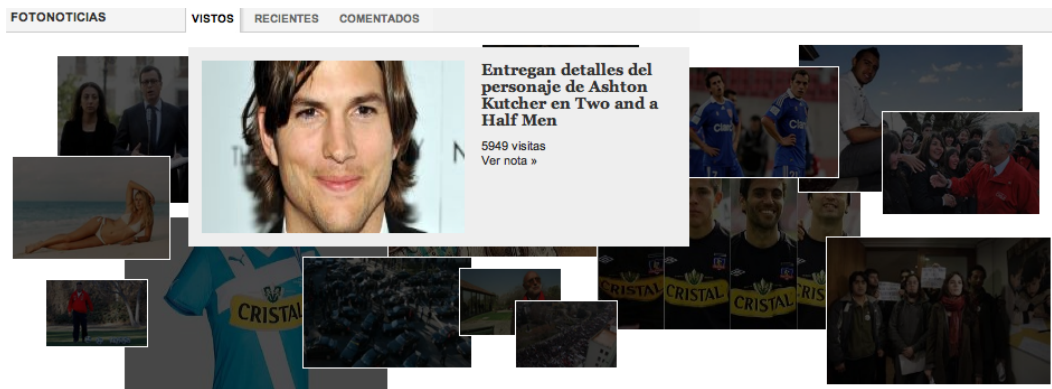 FOTONOTICIAS
VISTOS RECIENTES COMENTADOS
Entregan detalles del
personaje de Ashton
Kutcher en Two and a
Half Men
5949 visitas
Ver nota »
Claro
CRISTAL
CRISTAL
CRISTAL
CRISTAL